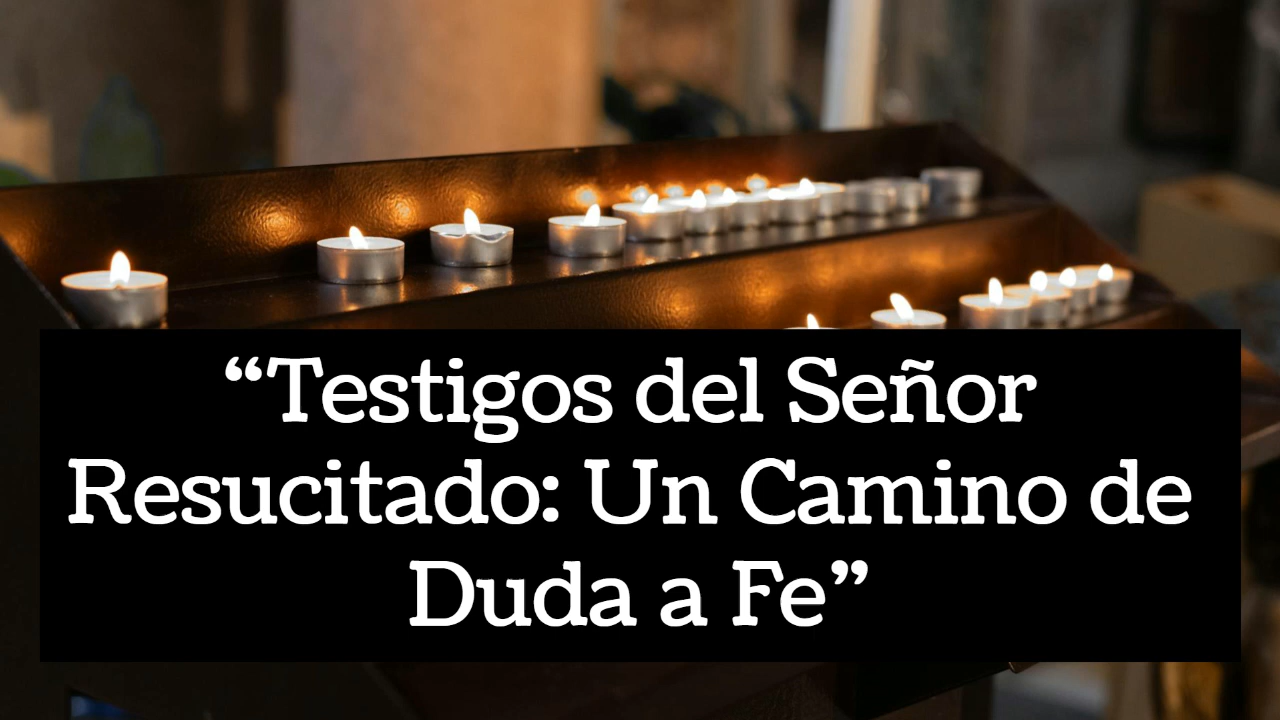 “Testigos del Señor
Resucitado: Un Camino de
Duda a Fe”